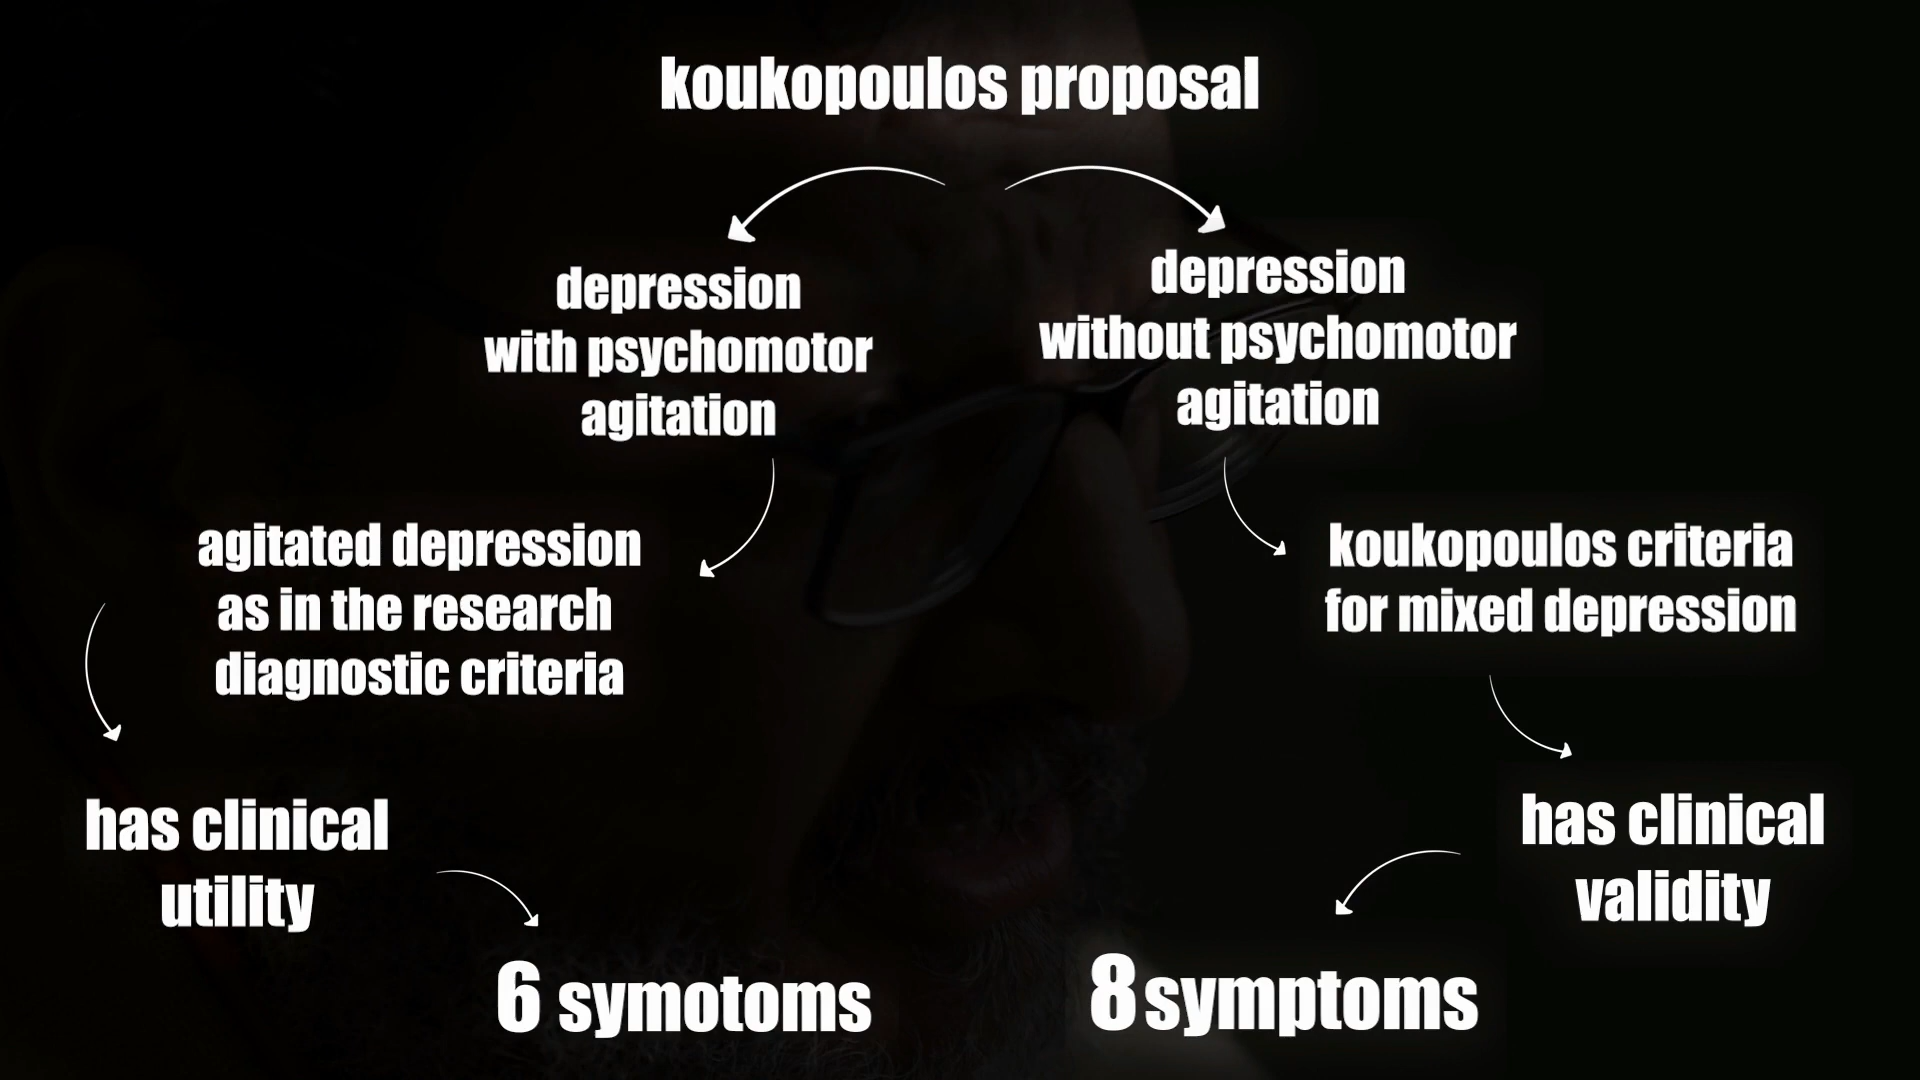 koukopoulos proposal
depression
with psychomotor
agitation
depression
without psychomotor
agitation
agitated depression
as in the research
diagnostic criteria
koukopoulos criteria
for mixed depression
has clinical
utility
has clinical
validity
6 symotoms
8 symptoms